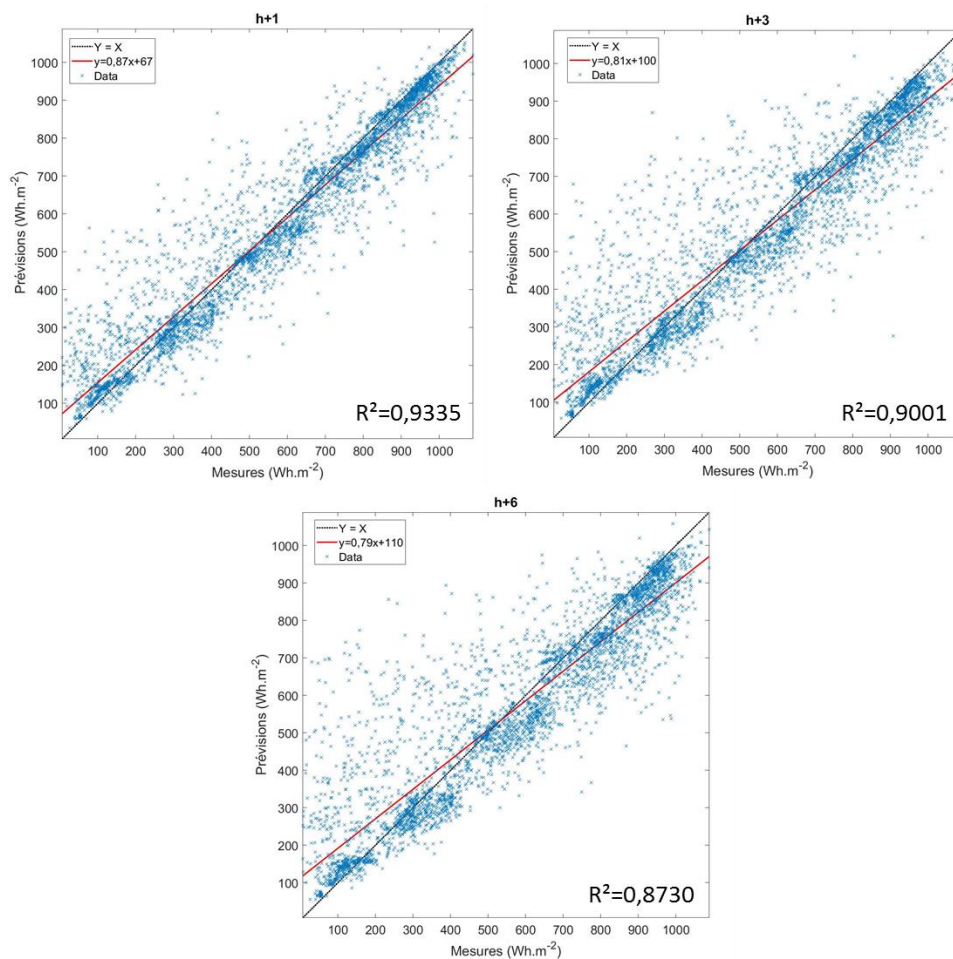 h+1
Y = X
y=0,87x+67
Data
1000
900
800
700
600
500
400
300
200
100
Prévisions (Wh.m⁻²)
R²=0,9335
100 200 300 400 500 600 700 800 900 1000
Mesures (Wh.m⁻²)
h+3
Y = X
y=0,81x+100
Data
1000
900
800
700
600
500
400
300
200
100
Prévisions (Wh.m⁻²)
R²=0,9001
100 200 300 400 500 600 700 800 900 1000
Mesures (Wh.m⁻²)
h+6
Y = X
y=0,79x+110
Data
1000
900
800
700
600
500
400
300
200
100
Prévisions (Wh.m⁻²)
R²=0,8730
100 200 300 400 500 600 700 800 900 1000
Mesures (Wh.m⁻²)